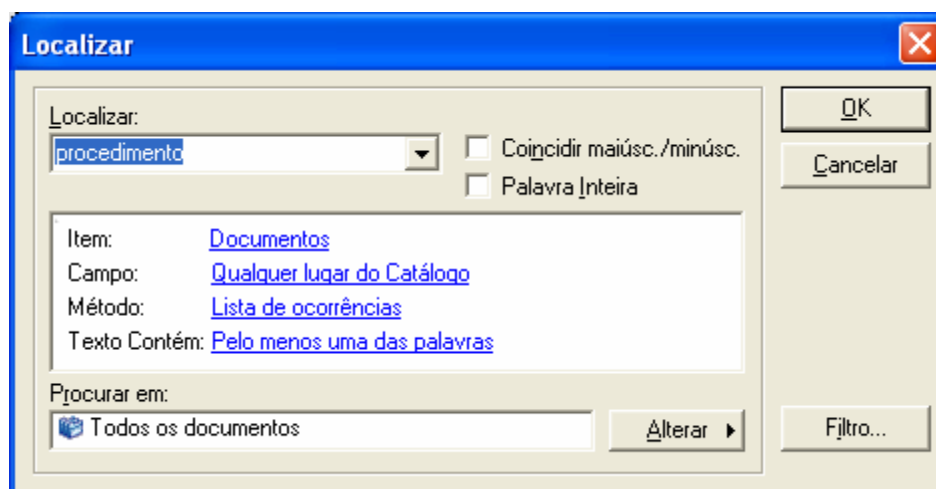 Localizar
Localizar:
procedimento
Coincidir maiúsc./minúsc.
Palavra Inteira
OK
Cancelar
Item: Documentos
Campo: Qualquer lugar do Catálogo
Método: Lista de ocorrências
Texto Contém: Pelo menos uma das palavras
Procurar em:
Todos os documentos
Alterar
Filtro...